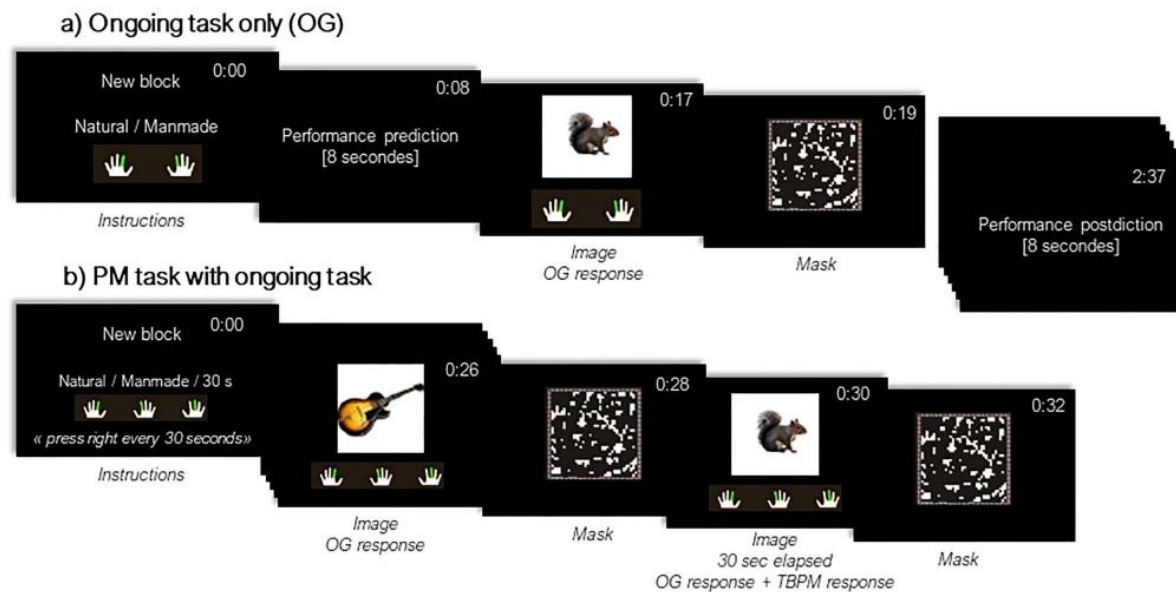 a) Ongoing task only (OG)
0:00
New block
Natural / Manmade
Instructions
0:08
Performance prediction
[8 secondes]
0:17
Image
OG response
0:19
Mask
2:37
Performance postdiction
[8 secondes]
b) PM task with ongoing task
0:00
New block
Natural / Manmade / 30 s
« press right every 30 seconds»
Instructions
0:26
Image
OG response
0:28
Mask
0:30
Image
30 sec elapsed
OG response + TBPM response
0:32
Mask